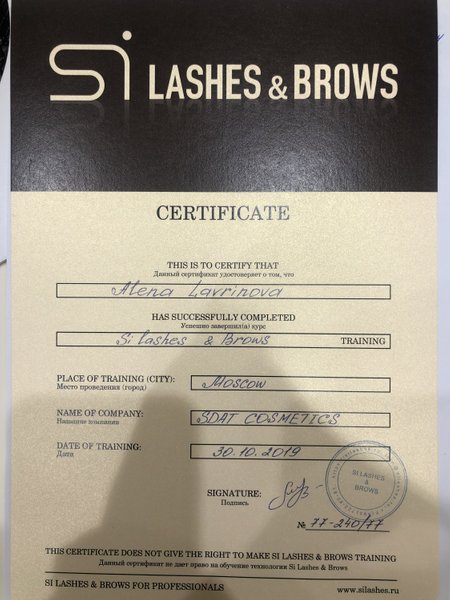 Si LASHES & BROWS
CERTIFICATE
THIS IS TO CERTIFY THAT
Данный сертификат удостоверяет о том, что
Alena Lavrinova
HAS SUCCESSFULLY COMPLETED
Успешно завершил(а) курс
Si lashes & Brows TRAINING
PLACE OF TRAINING (CITY): Moscow
Место проведения (город)
NAME OF COMPANY: SDAT COSMETICS
Название компании
DATE OF TRAINING: 30.10.2019
Дата
SI LASHES
&
BROWS
SIGNATURE:
Подпись
№ 77-240/77
THIS CERTIFICATE DOES NOT GIVE THE RIGHT TO MAKE SI LASHES & BROWS TRAINING
Данный сертификат не дает право на обучение технологии Si Lashes & Brows
SI LASHES & BROWS FOR PROFESSIONALS www.silashes.ru